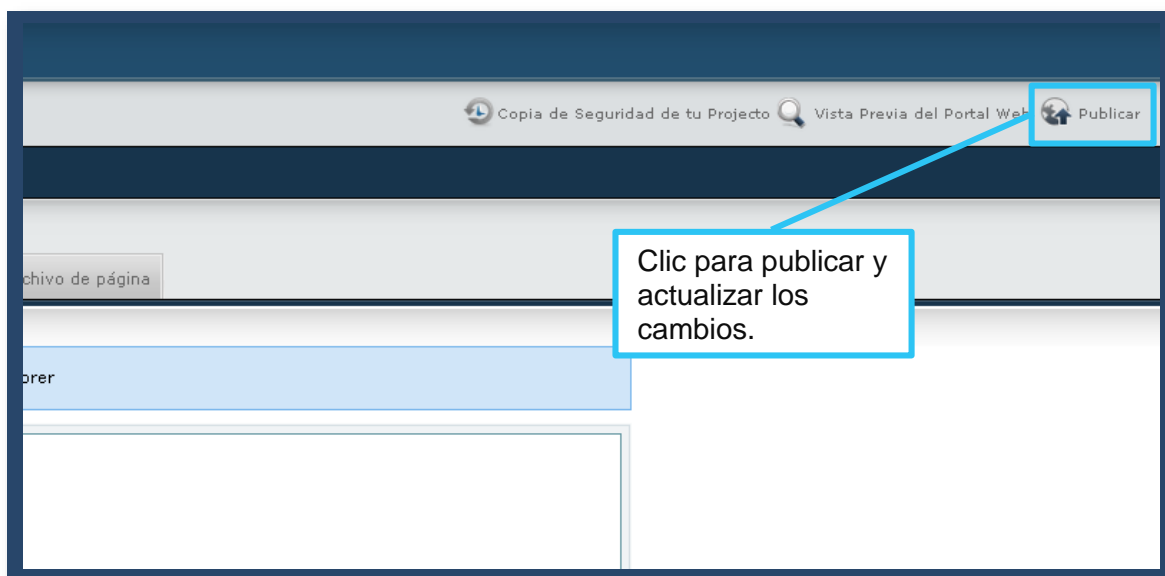 Copia de Seguridad de tu Projecto Vista Previa del Portal Web Publicar
Clic para publicar y
actualizar los
cambios.
chivo de página
orer